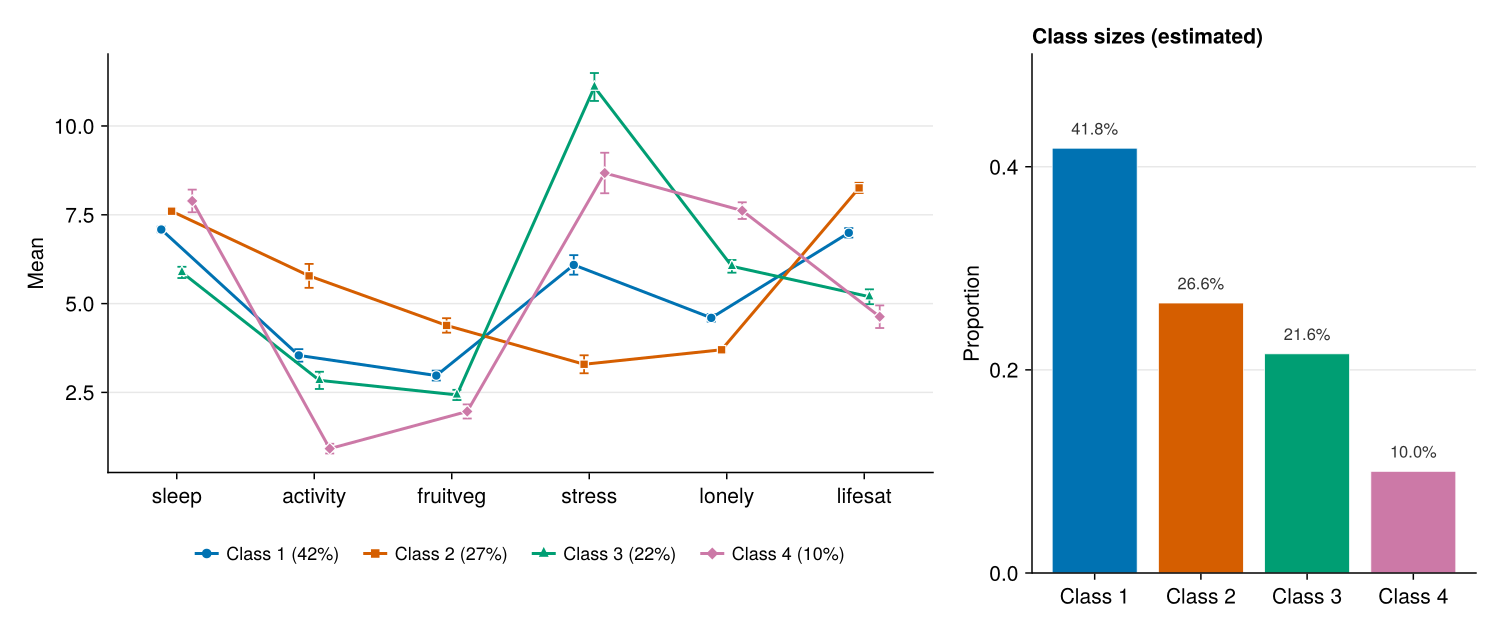 Mean
10.0
7.5
5.0
2.5
sleep activity fruitveg stress lonely lifesat
Class 1 (42%) Class 2 (27%) Class 3 (22%) Class 4 (10%)
Class sizes (estimated)
Proportion
0.4
0.2
0.0
41.8%
26.6%
21.6%
10.0%
Class 1 Class 2 Class 3 Class 4